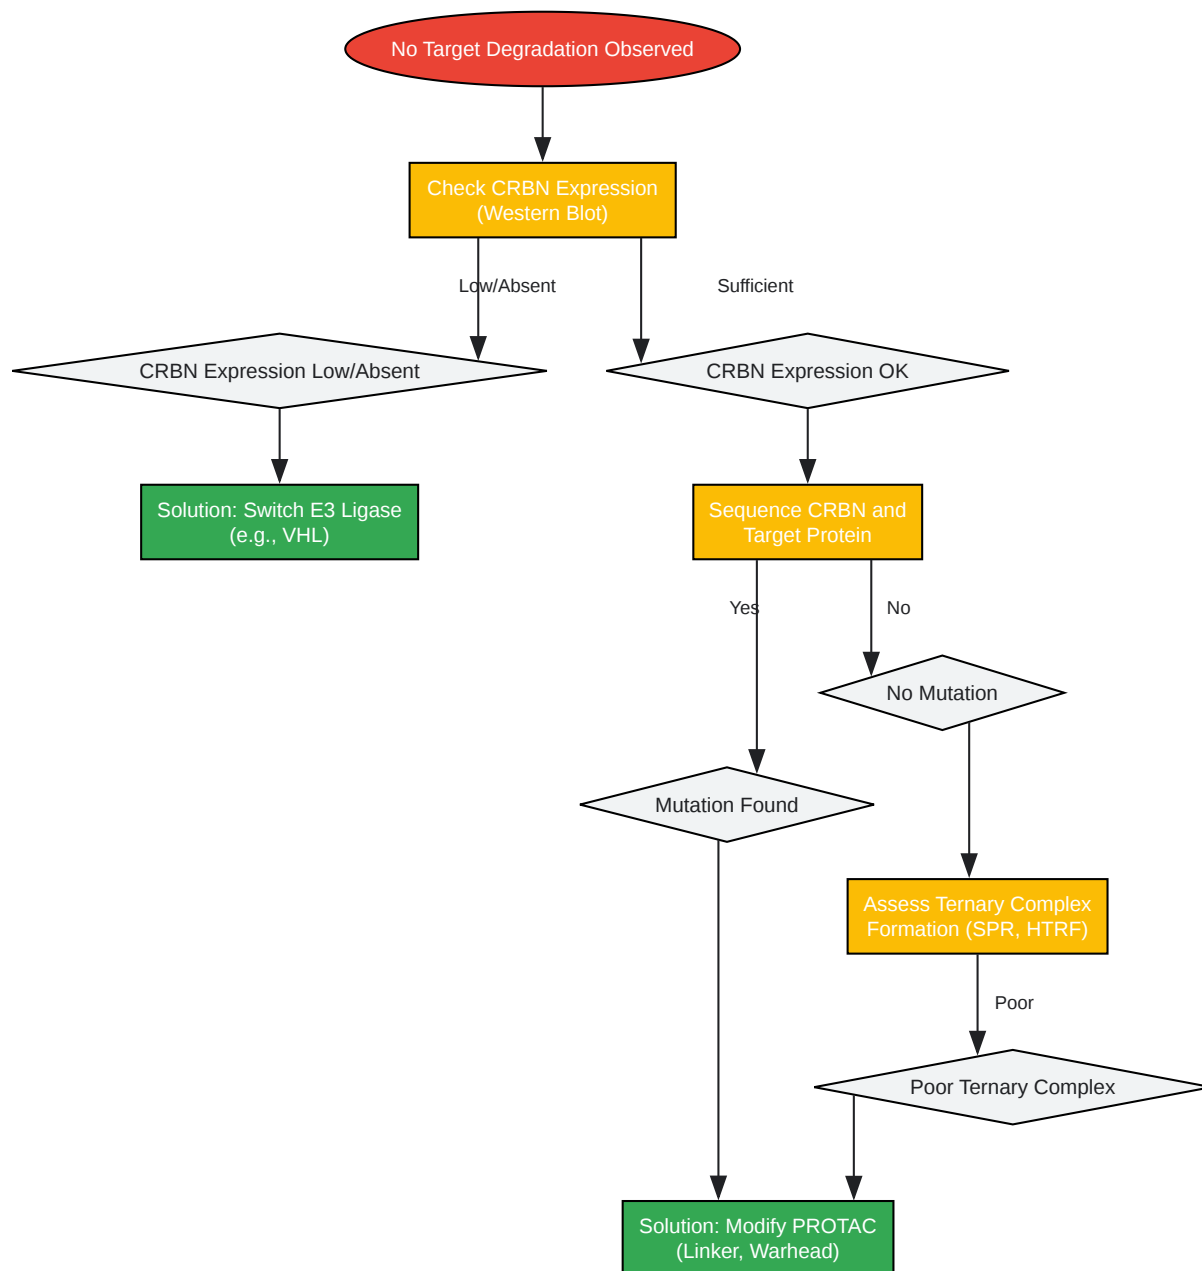 No Target Degradation Observed
Check CRBN Expression
(Western Blot)
Low/Absent
Sufficient
CRBN Expression Low/Absent
CRBN Expression OK
Solution: Switch E3 Ligase
(e.g., VHL)
Sequence CRBN and
Target Protein
Yes
No
No Mutation
Mutation Found
Assess Ternary Complex
Formation (SPR, HTRF)
Poor
Poor Ternary Complex
Solution: Modify PROTAC
(Linker, Warhead)